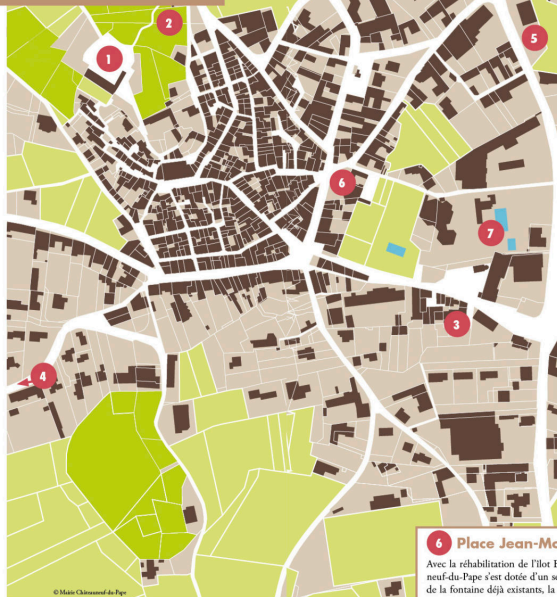 2
1
5
6
7
3
4
6 Place Jean-Mo
Avec la réhabilitation de l'îlot B
neuf-du-Pape s'est dotée d'un se
de la fontaine déjà existants, la
© Mairie Châteauneuf-du-Pape